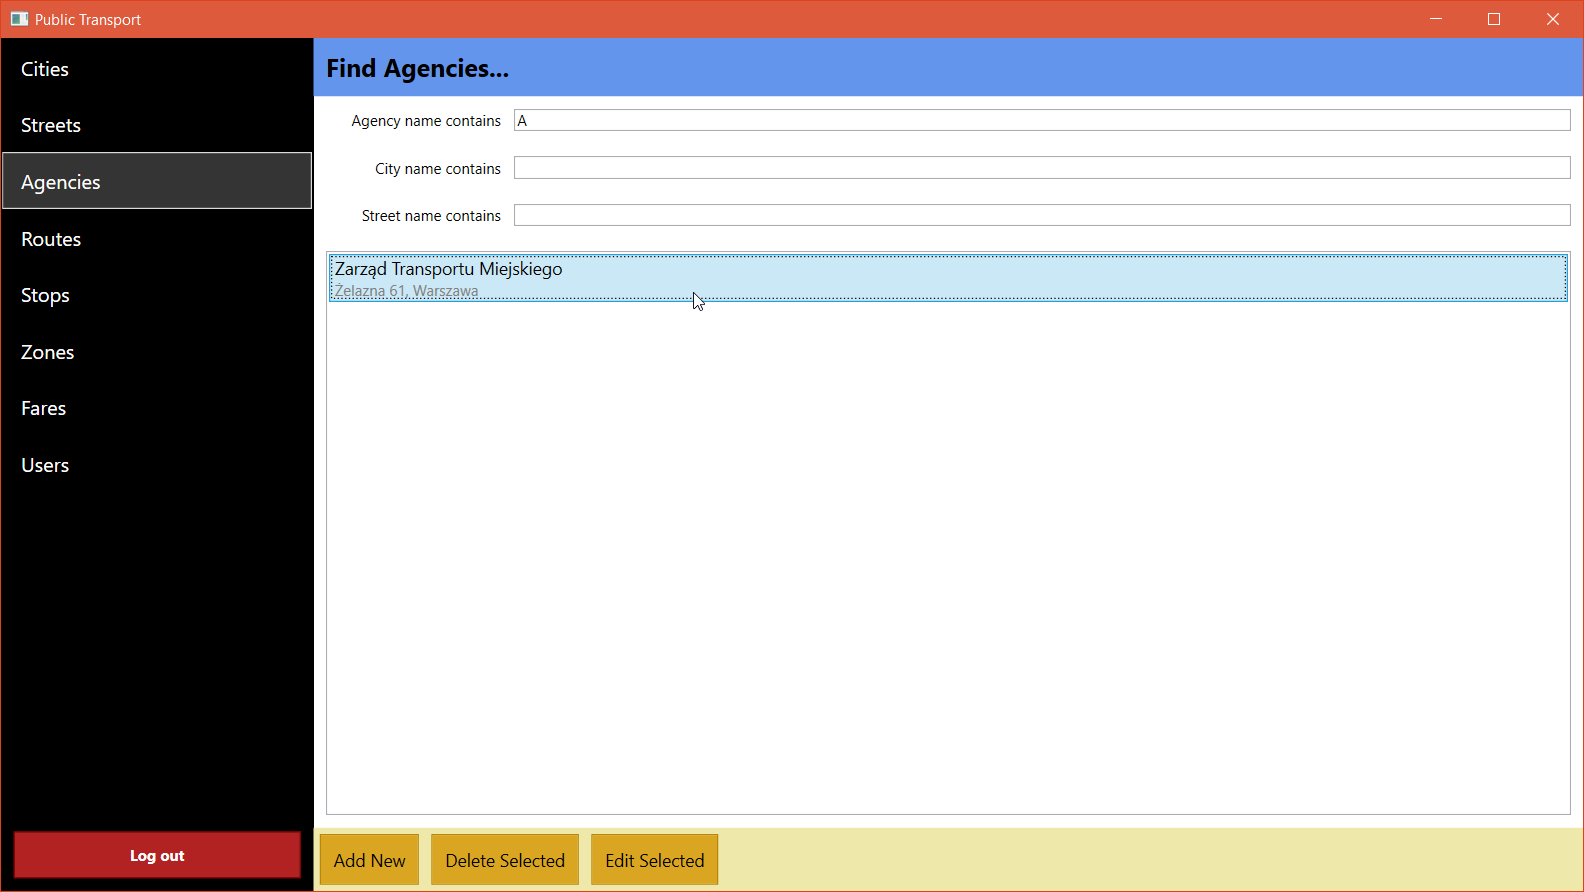 Public Transport
Cities
Streets
Agencies
Routes
Stops
Zones
Fares
Users
Log out
Find Agencies...
Agency name contains A
City name contains
Street name contains
Zarząd Transportu Miejskiego
Żelazna 61, Warszawa
Add New Delete Selected Edit Selected